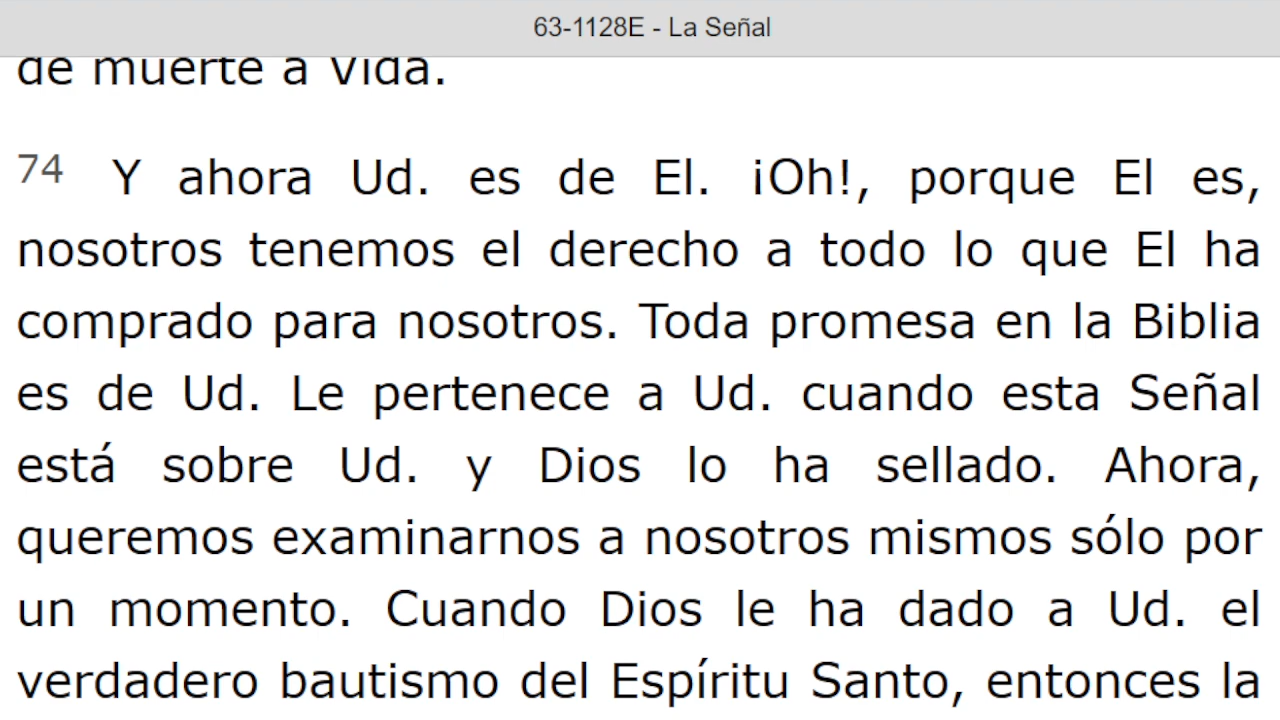 63-1128E - La Señal
de muerte a Vida.
74 Y ahora Ud. es de El. ¡Oh!, porque El es,
nosotros tenemos el derecho a todo lo que El ha
comprado para nosotros. Toda promesa en la Biblia
es de Ud. Le pertenece a Ud. cuando esta Señal
está sobre Ud. y Dios lo ha sellado. Ahora,
queremos examinarnos a nosotros mismos sólo por
un momento. Cuando Dios le ha dado a Ud. el
verdadero bautismo del Espíritu Santo, entonces la